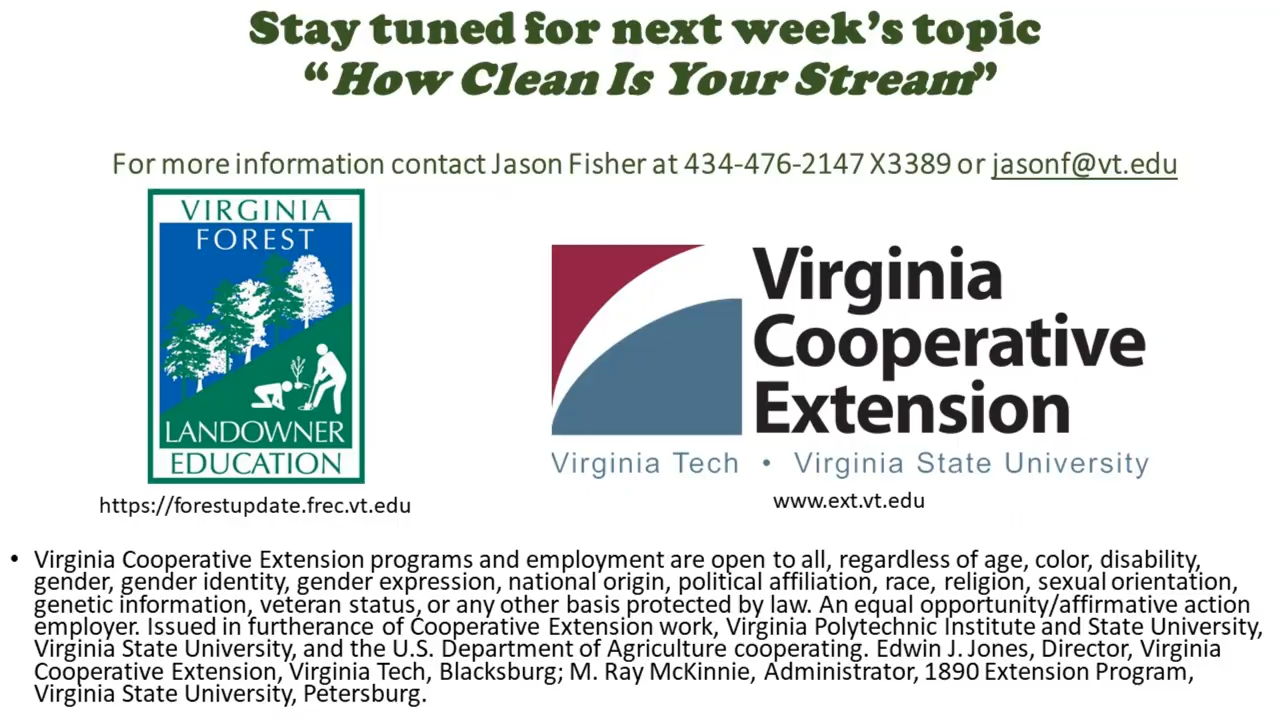 Stay tuned for next week’s topic
“How Clean Is Your Stream”
For more information contact Jason Fisher at 434-476-2147 X3389 or jasonf@vt.edu
VIRGINIA
FOREST
LANDOWNER
EDUCATION
https://forestupdate.frec.vt.edu
Virginia
Cooperative
Extension
Virginia Tech • Virginia State University
www.ext.vt.edu
• Virginia Cooperative Extension programs and employment are open to all, regardless of age, color, disability,
gender, gender identity, gender expression, national origin, political affiliation, race, religion, sexual orientation,
genetic information, veteran status, or any other basis protected by law. An equal opportunity/affirmative action
employer. Issued in furtherance of Cooperative Extension work, Virginia Polytechnic Institute and State University,
Virginia State University, and the U.S. Department of Agriculture cooperating. Edwin J. Jones, Director, Virginia
Cooperative Extension, Virginia Tech, Blacksburg; M. Ray McKinnie, Administrator, 1890 Extension Program,
Virginia State University, Petersburg.